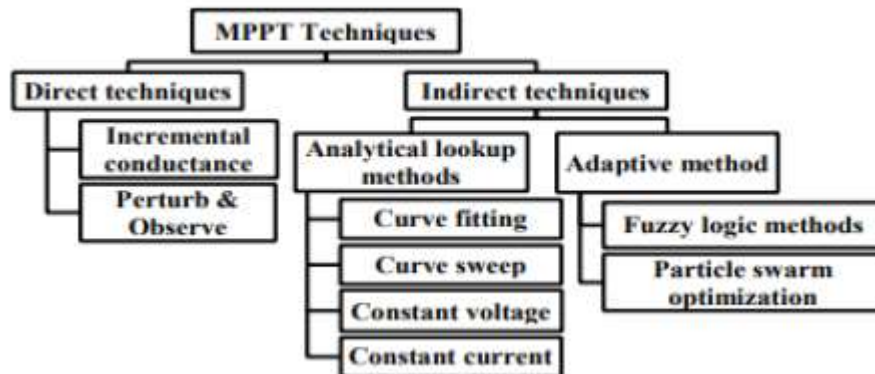 MPPT Techniques
Direct techniques
Incremental
conductance
Perturb &
Observe
Indirect techniques
Analytical lookup
methods
Curve fitting
Curve sweep
Constant voltage
Constant current
Adaptive method
Fuzzy logic methods
Particle swarm
optimization